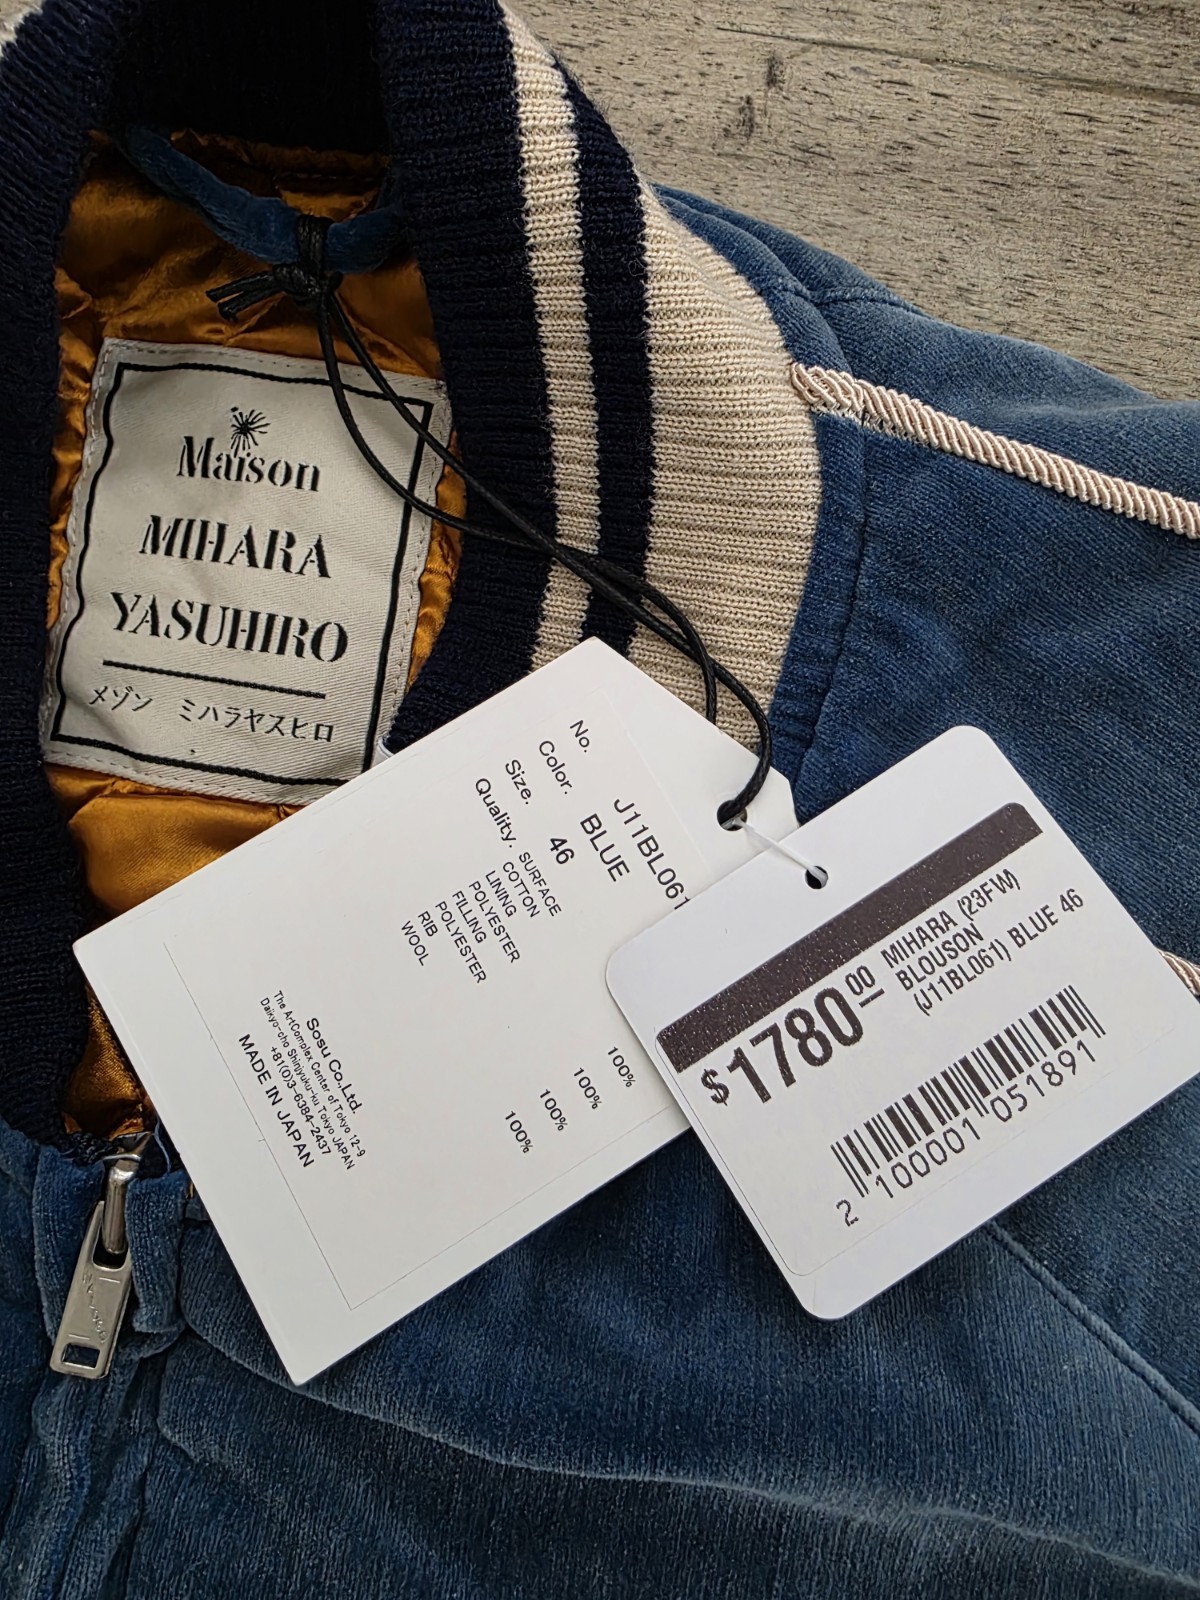 Maison
MIHARA
YASUHIRO
メゾン ミハラヤスヒロ
No. J11BL061
Color. BLUE
Size. 46
Quality. SURFACE
COTTON 100%
LINING
POLYESTER 100%
FILLING
POLYESTER 100%
RIB
WOOL 100%
Sosu Co.,Ltd.
The ArtComplex Center of Tokyo 12-9
Daikyo-cho Shinjyuku-ku Tokyo JAPAN
+81(0)3-6384-2437
MADE IN JAPAN
$178000
MIHARA (23FW)
BLOUSON
(J11BL061) BLUE 46
2 100001 051891